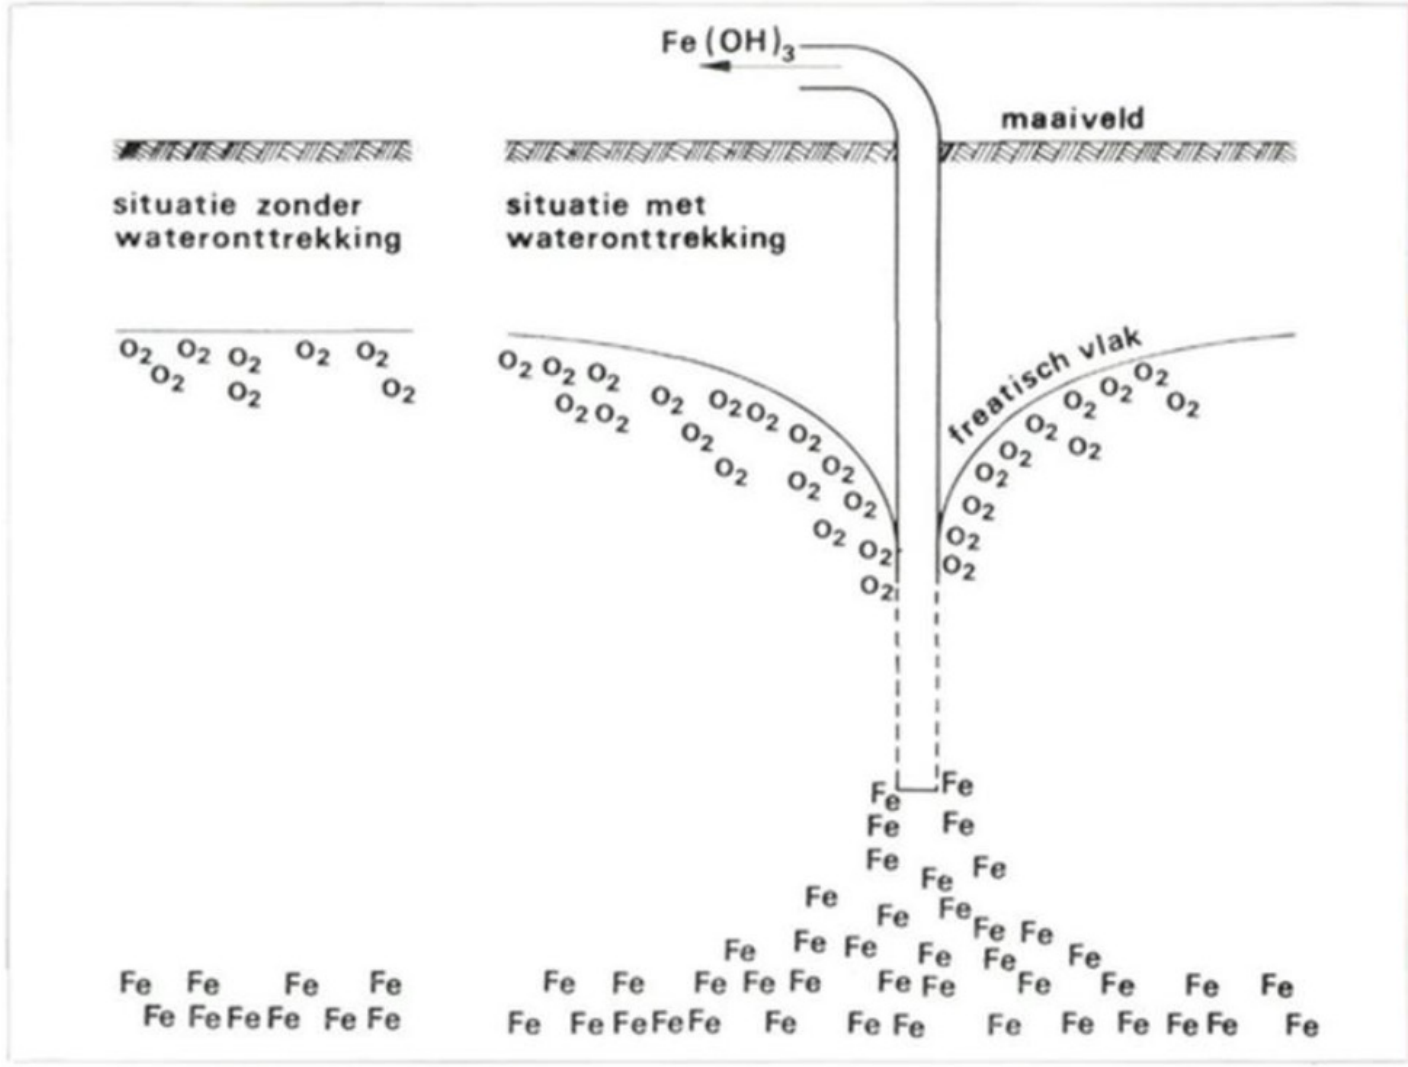 Fe(OH)₃
maaiveld
situatie zonder
wateronttrekking
situatie met
wateronttrekking
freatisch vlak
O₂ O₂ O₂ O₂ O₂
O₂ O₂ O₂
O₂ O₂ O₂ O₂ O₂ O₂ O₂ O₂
O₂ O₂ O₂ O₂ O₂
O₂ O₂ O₂ O₂ O₂ O₂
O₂ O₂ O₂ O₂ O₂ O₂
O₂ O₂ O₂ O₂ O₂
Fe Fe
Fe Fe
Fe Fe Fe
Fe Fe Fe
Fe Fe
Fe Fe Fe Fe Fe Fe
Fe Fe Fe Fe
Fe Fe Fe Fe Fe Fe Fe Fe Fe Fe Fe
Fe Fe Fe Fe Fe Fe
Fe Fe Fe Fe Fe Fe Fe Fe Fe Fe Fe Fe Fe Fe